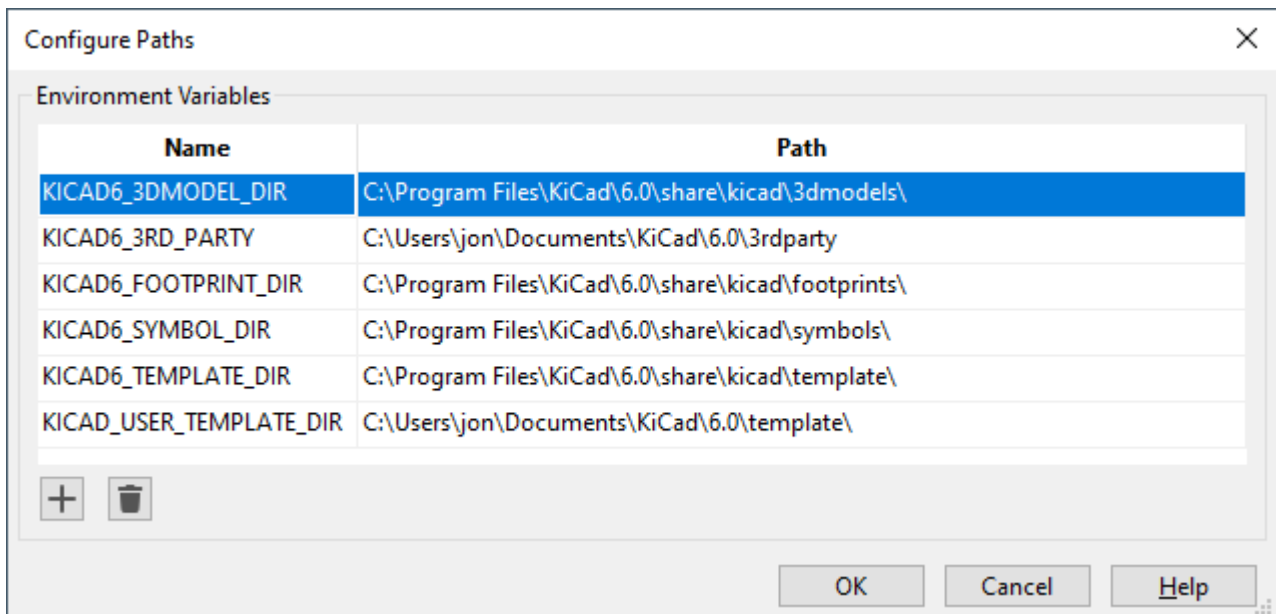 Configure Paths
Environment Variables
Name Path
KICAD6_3DMODEL_DIR C:\Program Files\KiCad\6.0\share\kicad\3dmodels\
KICAD6_3RD_PARTY C:\Users\jon\Documents\KiCad\6.0\3rdparty
KICAD6_FOOTPRINT_DIR C:\Program Files\KiCad\6.0\share\kicad\footprints\
KICAD6_SYMBOL_DIR C:\Program Files\KiCad\6.0\share\kicad\symbols\
KICAD6_TEMPLATE_DIR C:\Program Files\KiCad\6.0\share\kicad\template\
KICAD_USER_TEMPLATE_DIR C:\Users\jon\Documents\KiCad\6.0\template\
OK Cancel Help